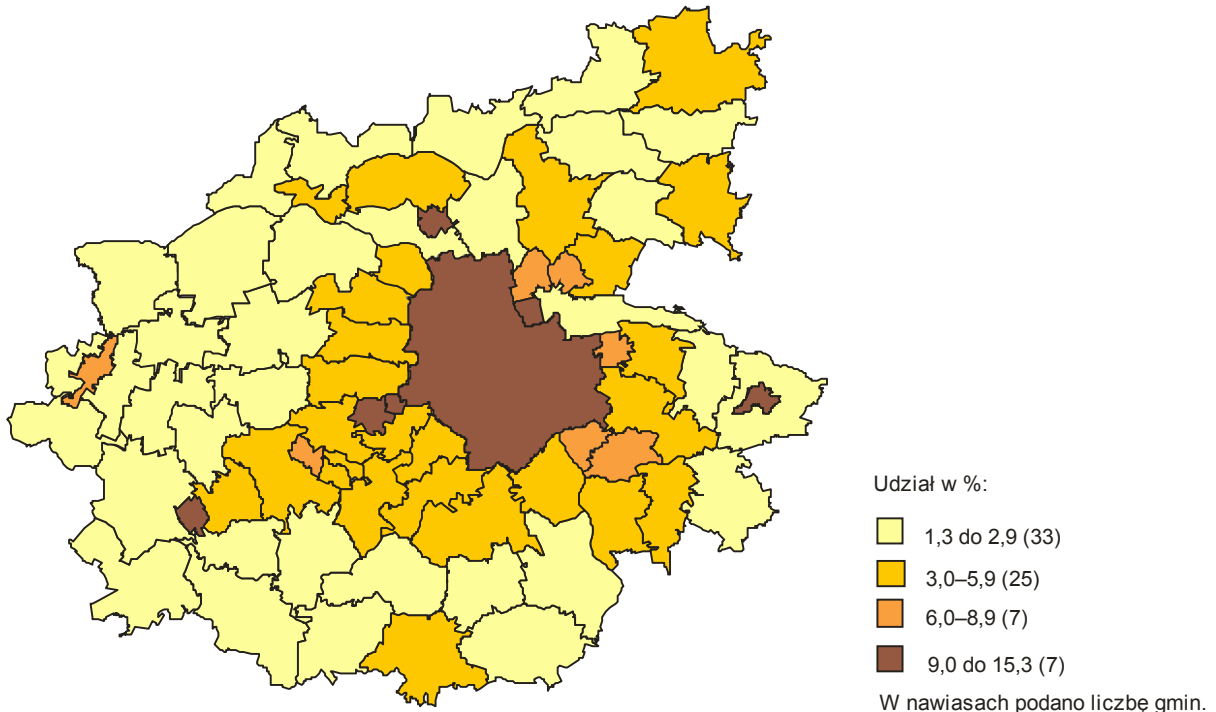 Udział w %:
1,3 do 2,9 (33)
3,0–5,9 (25)
6,0–8,9 (7)
9,0 do 15,3 (7)
W nawiasach podano liczbę gmin.